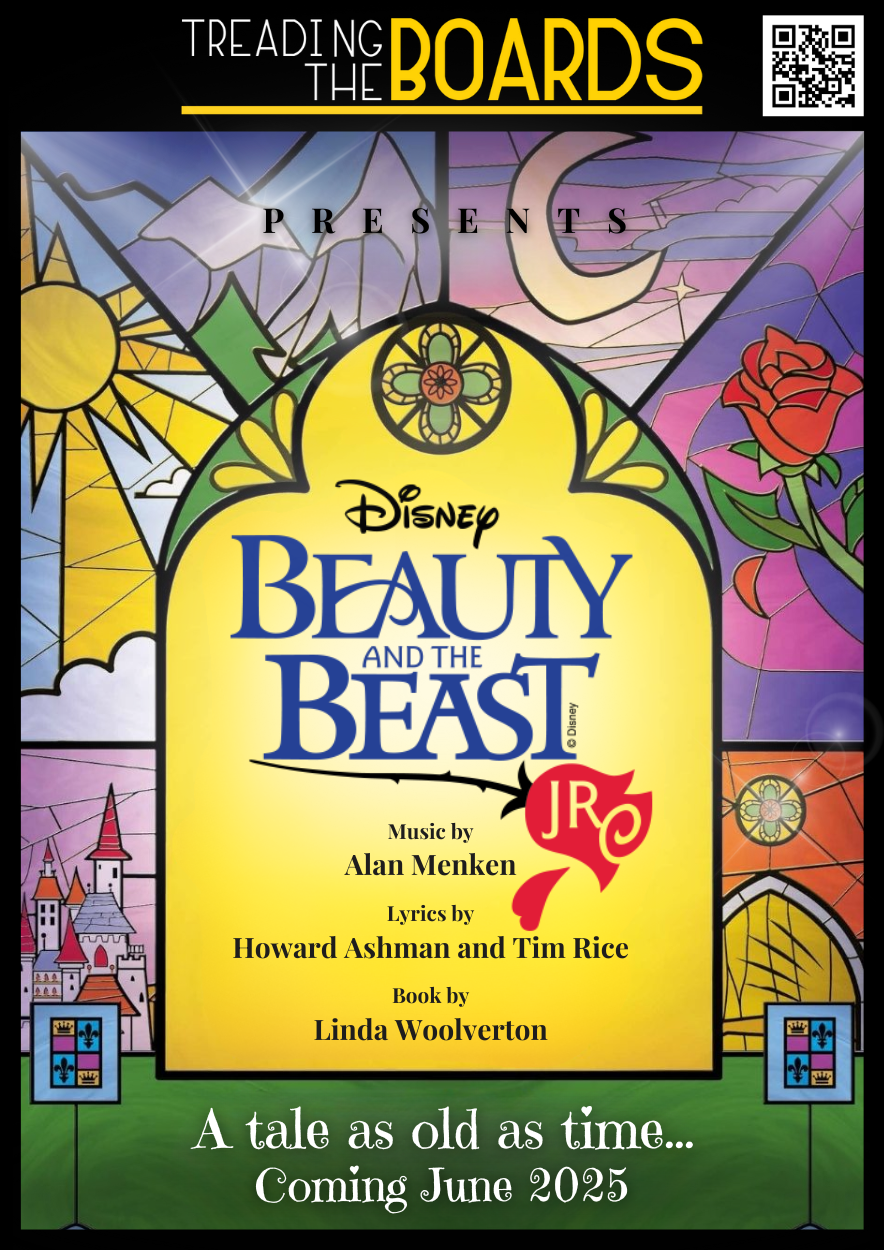 TREADING
THE BOARDS
P R E S E N T S
Disney
BEAUTY
AND THE
BEAST
© Disney
JR
Music by
Alan Menken
Lyrics by
Howard Ashman and Tim Rice
Book by
Linda Woolverton
A tale as old as time...
Coming June 2025